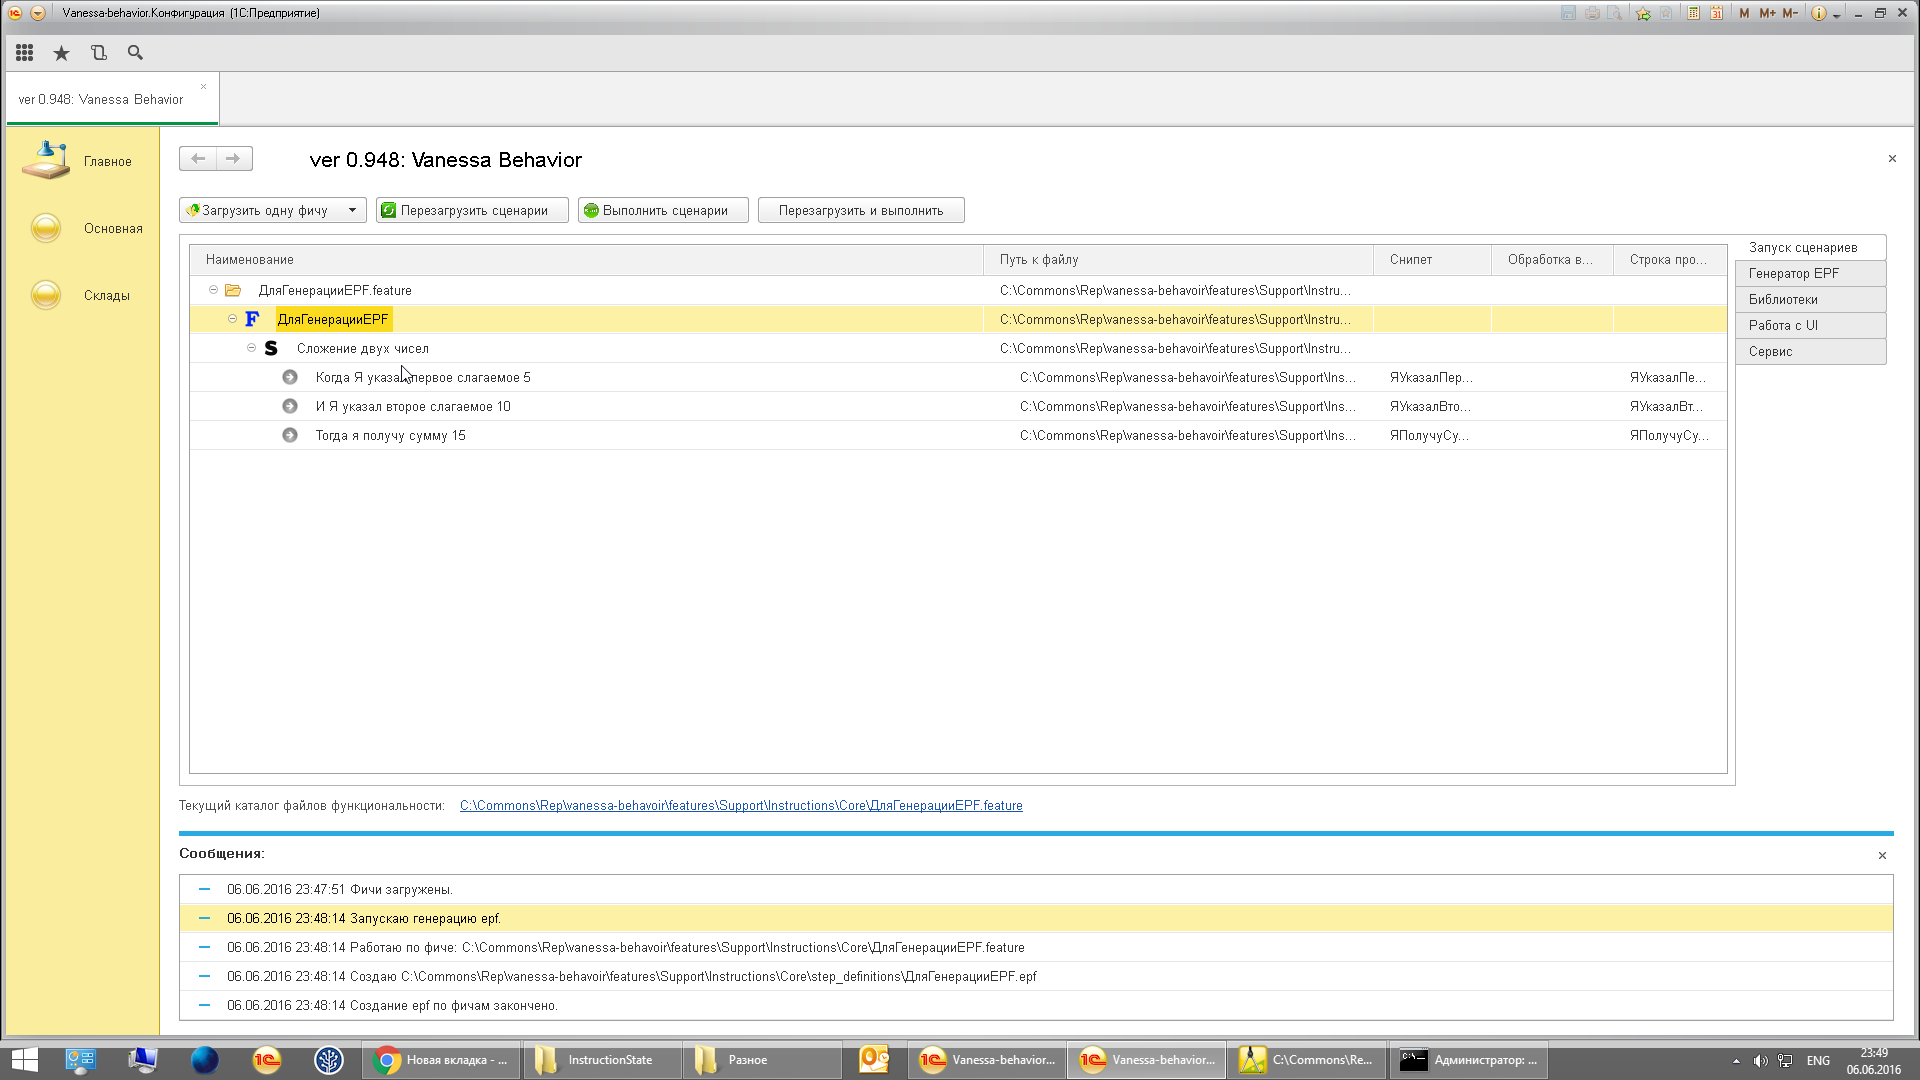 Vanessa-behavior.Конфигурация (1С:Предприятие)
M M+ M-
ver 0.948: Vanessa Behavior
Главное
Основная
Склады
ver 0.948: Vanessa Behavior
Загрузить одну фичу
Перезагрузить сценарии
Выполнить сценарии
Перезагрузить и выполнить
Наименование Путь к файлу Снипет Обработка в... Строка про...
ДляГенерацииEPF.feature C:\Commons\Rep\vanessa-behavoir\features\Support\Instru...
F ДляГенерацииEPF C:\Commons\Rep\vanessa-behavoir\features\Support\Instru...
S Сложение двух чисел C:\Commons\Rep\vanessa-behavoir\features\Support\Instru...
Когда Я указал первое слагаемое 5 C:\Commons\Rep\vanessa-behavoir\features\Support\Ins... ЯУказалПер... ЯУказалПе...
И Я указал второе слагаемое 10 C:\Commons\Rep\vanessa-behavoir\features\Support\Ins... ЯУказалВто... ЯУказалВт...
Тогда я получу сумму 15 C:\Commons\Rep\vanessa-behavoir\features\Support\Ins... ЯПолучуСу... ЯПолучуСу...
Запуск сценариев
Генератор EPF
Библиотеки
Работа с UI
Сервис
Текущий каталог файлов функциональности: C:\Commons\Rep\vanessa-behavoir\features\Support\Instructions\Core\ДляГенерацииEPF.feature
Сообщения:
06.06.2016 23:47:51 Фичи загружены.
06.06.2016 23:48:14 Запускаю генерацию epf.
06.06.2016 23:48:14 Работаю по фиче: C:\Commons\Rep\vanessa-behavoir\features\Support\Instructions\Core\ДляГенерацииEPF.feature
06.06.2016 23:48:14 Создаю C:\Commons\Rep\vanessa-behavoir\features\Support\Instructions\Core\step_definitions\ДляГенерацииEPF.epf
06.06.2016 23:48:14 Создание epf по фичам закончено.
Новая вкладка - ...
InstructionState
Разное
Vanessa-behavior...
Vanessa-behavior...
C:\Commons\Re...
Администратор: ...
ENG
23:49
06.06.2016